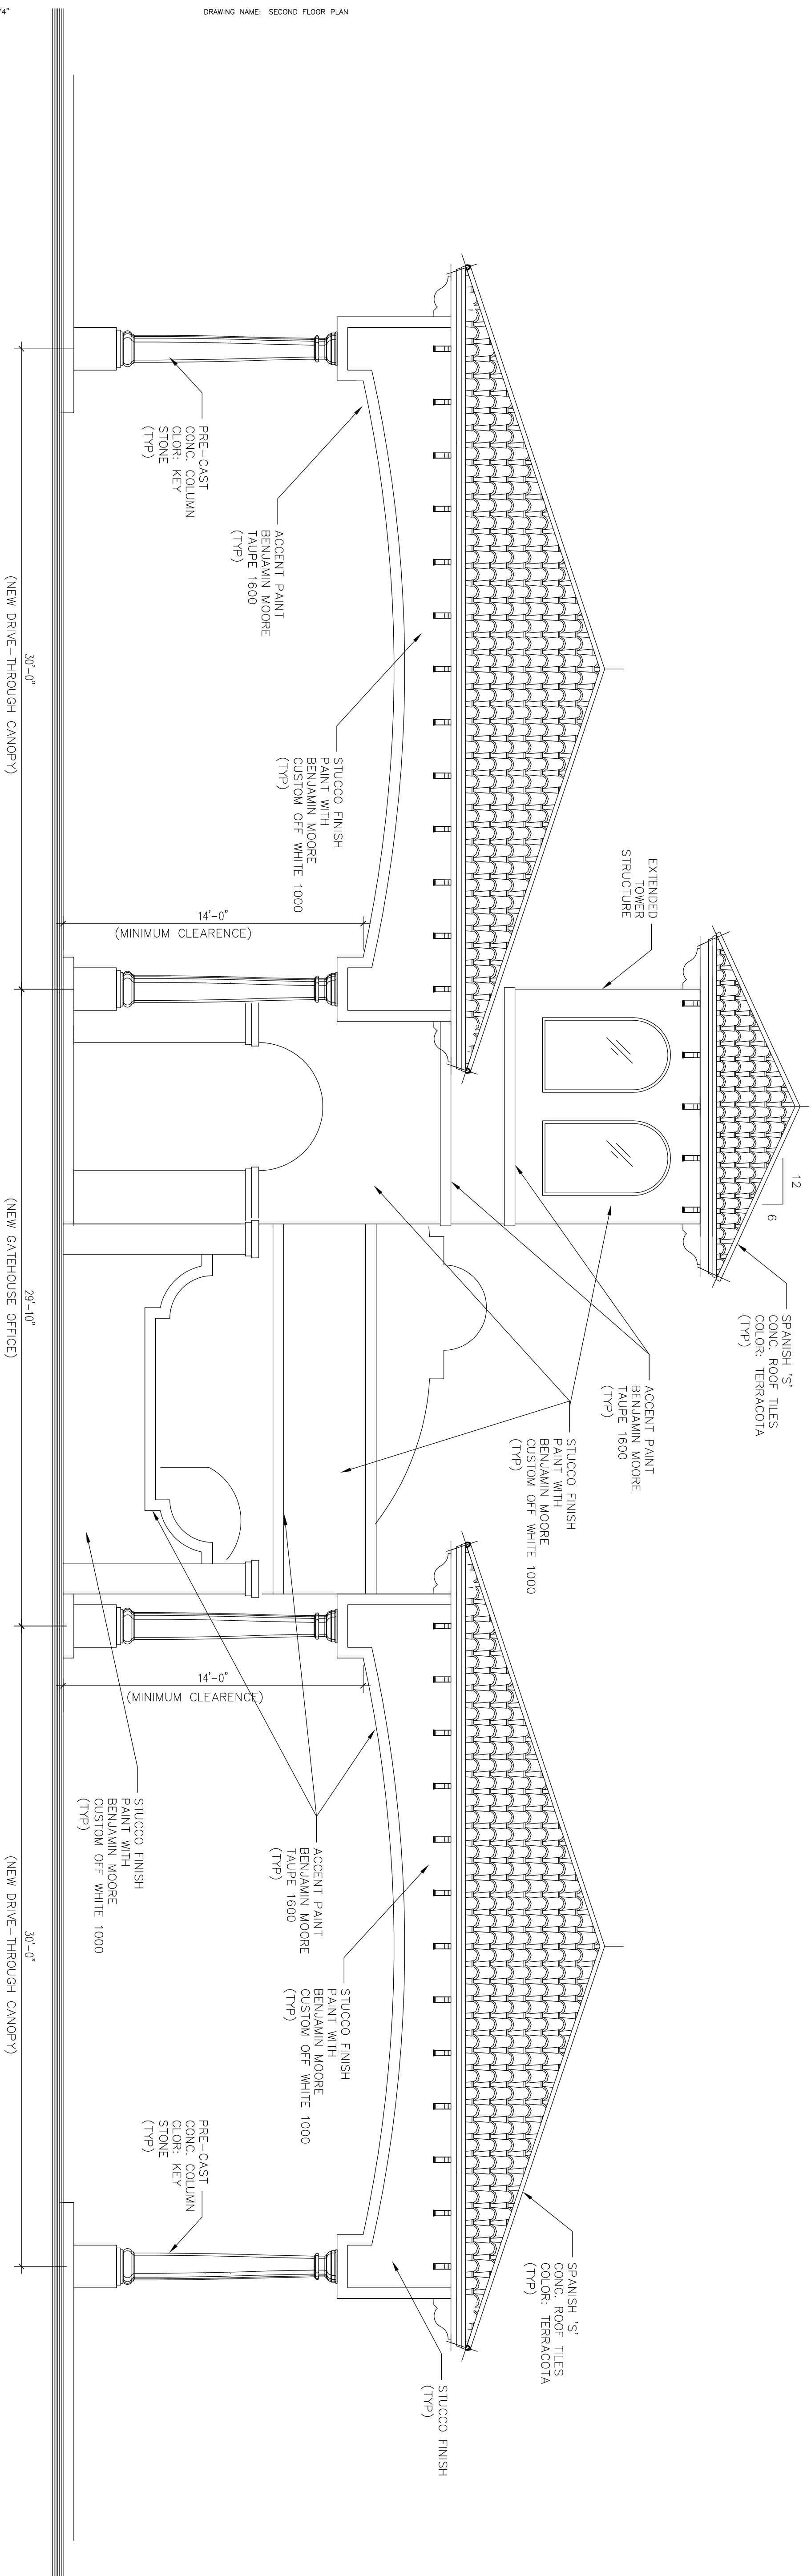 /4"
DRAWING NAME: SECOND FLOOR PLAN
12
6
SPANISH 'S'
CONC. ROOF TILES
COLOR: TERRACOTA
(TYP)
EXTENDED
TOWER
STRUCTURE
ACCENT PAINT
BENJAMIN MOORE
TAUPE 1600
(TYP)
STUCCO FINISH
PAINT WITH
BENJAMIN MOORE
CUSTOM OFF WHITE 1000
(TYP)
SPANISH 'S'
CONC. ROOF TILES
COLOR: TERRACOTA
(TYP)
STUCCO FINISH
(TYP)
STUCCO FINISH
PAINT WITH
BENJAMIN MOORE
CUSTOM OFF WHITE 1000
(TYP)
STUCCO FINISH
PAINT WITH
BENJAMIN MOORE
CUSTOM OFF WHITE 1000
(TYP)
ACCENT PAINT
BENJAMIN MOORE
TAUPE 1600
(TYP)
ACCENT PAINT
BENJAMIN MOORE
TAUPE 1600
(TYP)
PRE-CAST
CONC. COLUMN
CLOR: KEY
STONE
(TYP)
14'-0"
(MINIMUM CLEARENCE)
14'-0"
(MINIMUM CLEARENCE)
STUCCO FINISH
PAINT WITH
BENJAMIN MOORE
CUSTOM OFF WHITE 1000
(TYP)
PRE-CAST
CONC. COLUMN
CLOR: KEY
STONE
(TYP)
30'-0"
(NEW DRIVE-THROUGH CANOPY)
29'-10"
(NEW GATEHOUSE OFFICE)
30'-0"
(NEW DRIVE-THROUGH CANOPY)